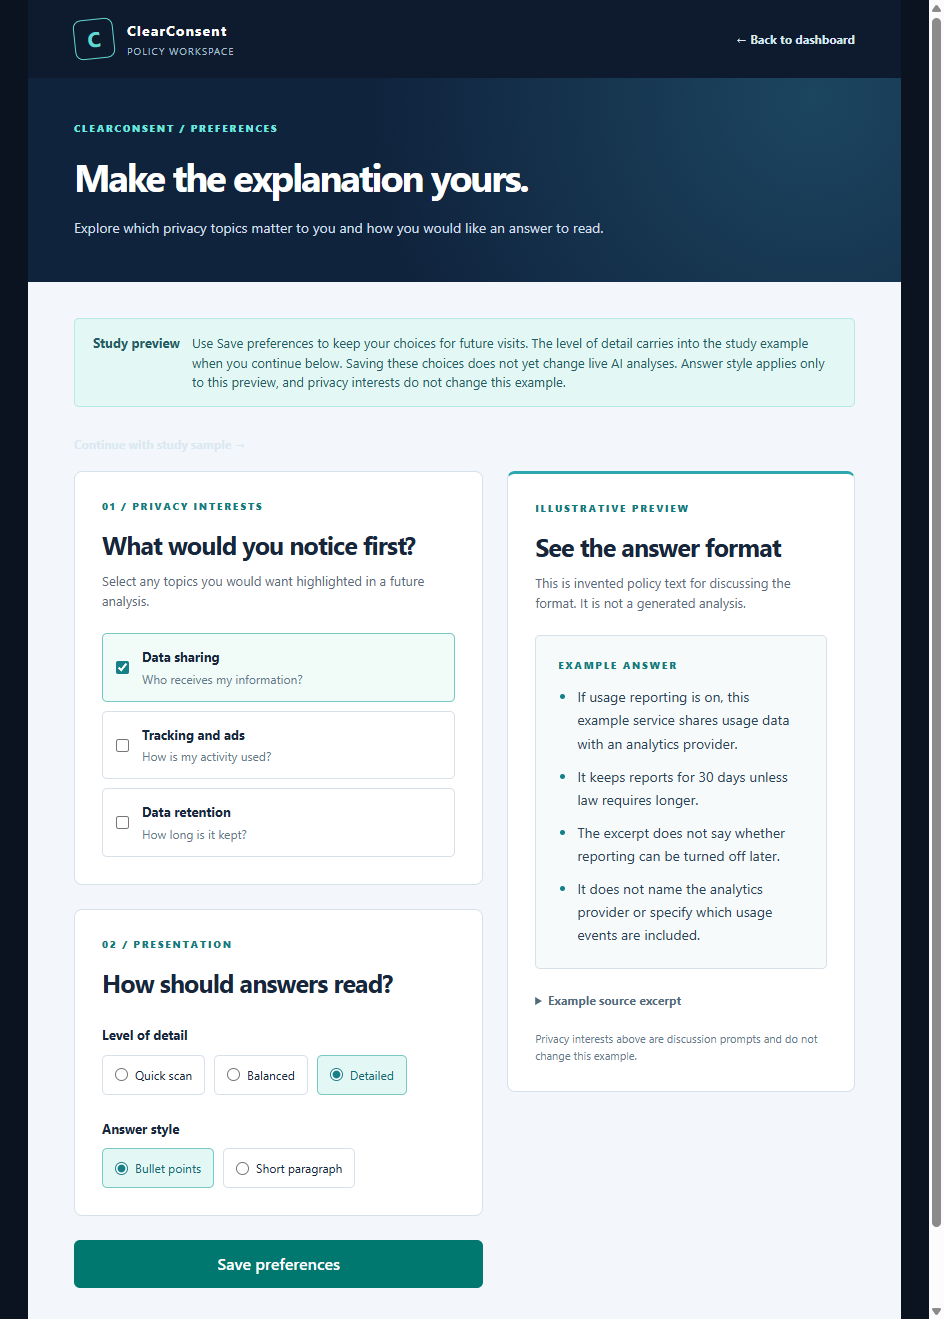 C
ClearConsent
POLICY WORKSPACE
← Back to dashboard
CLEARCONSENT / PREFERENCES
Make the explanation yours.
Explore which privacy topics matter to you and how you would like an answer to read.
Study preview
Use Save preferences to keep your choices for future visits. The level of detail carries into the study example
when you continue below. Saving these choices does not yet change live AI analyses. Answer style applies only
to this preview, and privacy interests do not change this example.
Continue with study sample →
01 / PRIVACY INTERESTS
What would you notice first?
Select any topics you would want highlighted in a future
analysis.
Data sharing
Who receives my information?
Tracking and ads
How is my activity used?
Data retention
How long is it kept?
02 / PRESENTATION
How should answers read?
Level of detail
Quick scan
Balanced
Detailed
Answer style
Bullet points
Short paragraph
Save preferences
ILLUSTRATIVE PREVIEW
See the answer format
This is invented policy text for discussing the
format. It is not a generated analysis.
EXAMPLE ANSWER
• If usage reporting is on, this
example service shares usage data
with an analytics provider.
• It keeps reports for 30 days unless
law requires longer.
• The excerpt does not say whether
reporting can be turned off later.
• It does not name the analytics
provider or specify which usage
events are included.
▶ Example source excerpt
Privacy interests above are discussion prompts and do not
change this example.